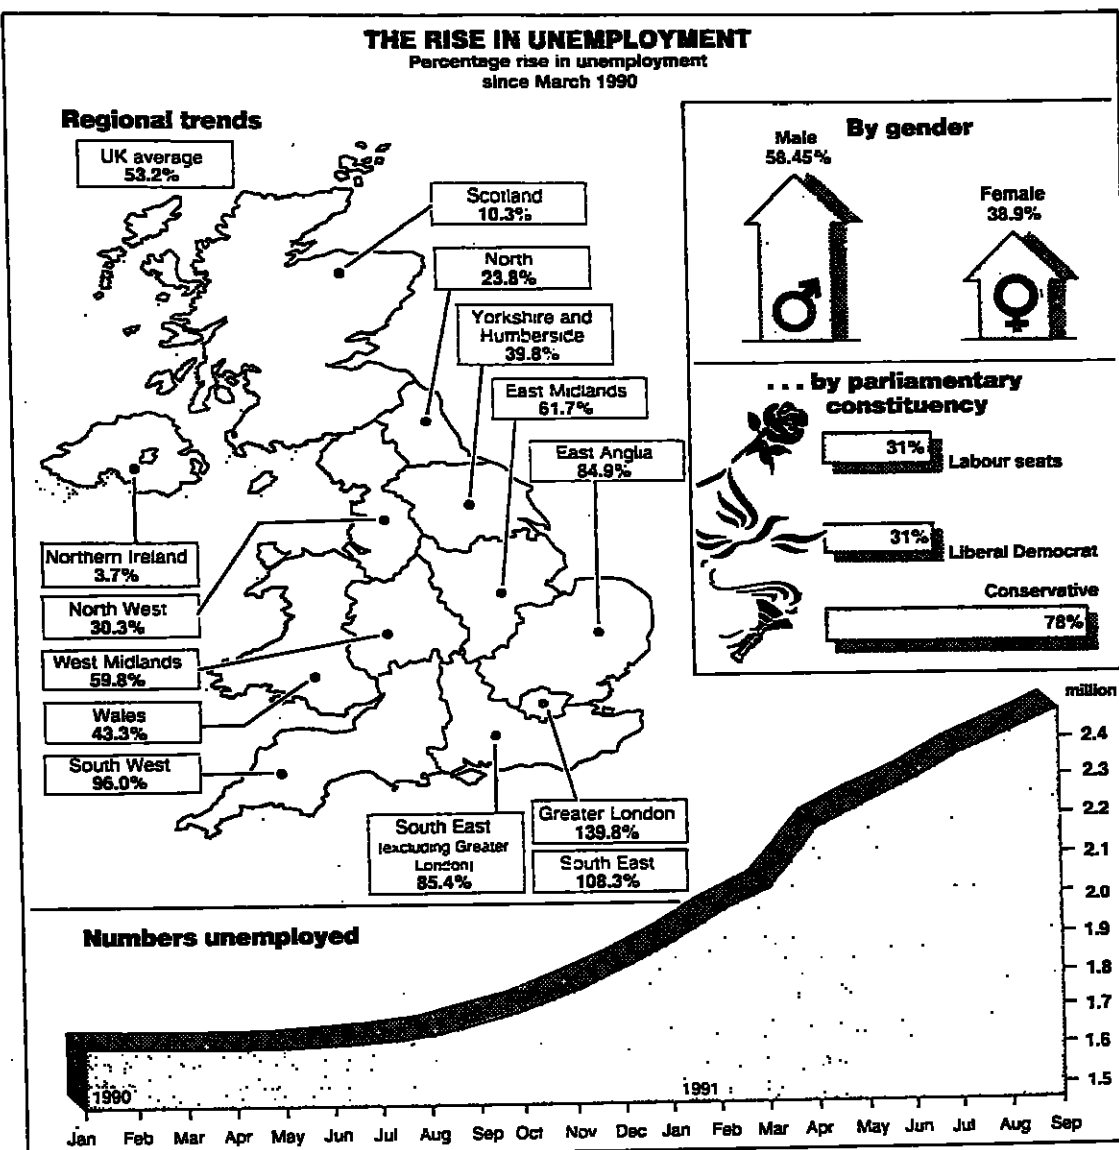 THE RISE IN UNEMPLOYMENT
Percentage rise in unemployment
since March 1990
Regional trends
UK average
53.2%
Scotland
10.3%
North
23.8%
Yorkshire and
Humberside
39.8%
East Midlands
61.7%
East Anglia
84.9%
Northern Ireland
3.7%
North West
30.3%
West Midlands
59.8%
Wales
43.3%
South West
96.0%
South East
(excluding Greater
London)
85.4%
Greater London
139.8%
South East
108.3%
By gender
Male
58.45%
Female
38.9%
... by parliamentary
constituency
31%
Labour seats
31%
Liberal Democrat
Conservative
78%
Numbers unemployed
million
2.4
2.3
2.2
2.1
2.0
1.9
1.8
1.7
1.6
1.5
1990
1991
Jan Feb Mar Apr May Jun Jul Aug Sep Oct Nov Dec Jan Feb Mar Apr May Jun Jul Aug Sep